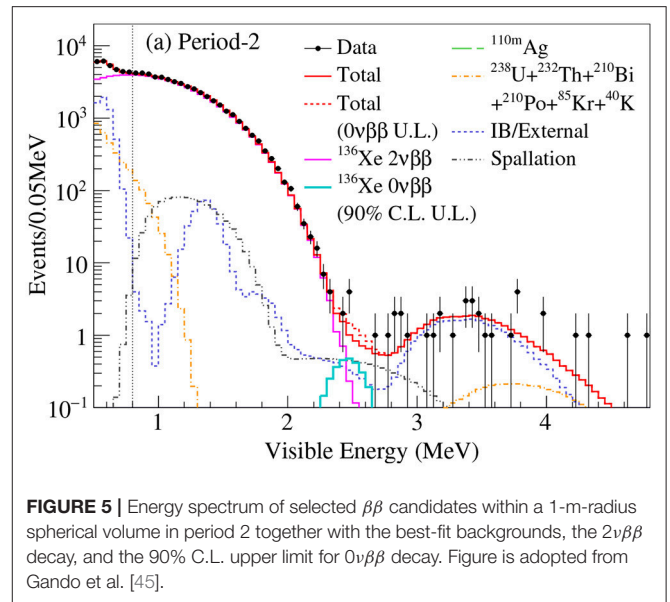 (a) Period-2
Data
Total
Total
(0νββ U.L.)
¹³⁶Xe 2νββ
¹³⁶Xe 0νββ
(90% C.L. U.L.)
¹¹⁰ᵐAg
²³⁸U+²³²Th+²¹⁰Bi
+²¹⁰Po+⁸⁵Kr+⁴⁰K
IB/External
Spallation
Events/0.05MeV
10⁴
10³
10²
10
1
10⁻¹
1 2 3 4
Visible Energy (MeV)
FIGURE 5 | Energy spectrum of selected ββ candidates within a 1-m-radius
spherical volume in period 2 together with the best-fit backgrounds, the 2νββ
decay, and the 90% C.L. upper limit for 0νββ decay. Figure is adopted from
Gando et al. [45].